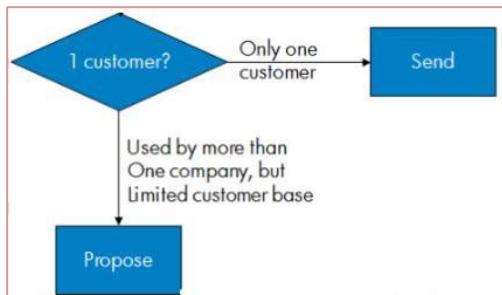 1 customer?
Only one
customer
Send
Used by more than
One company, but
Limited customer base
Propose